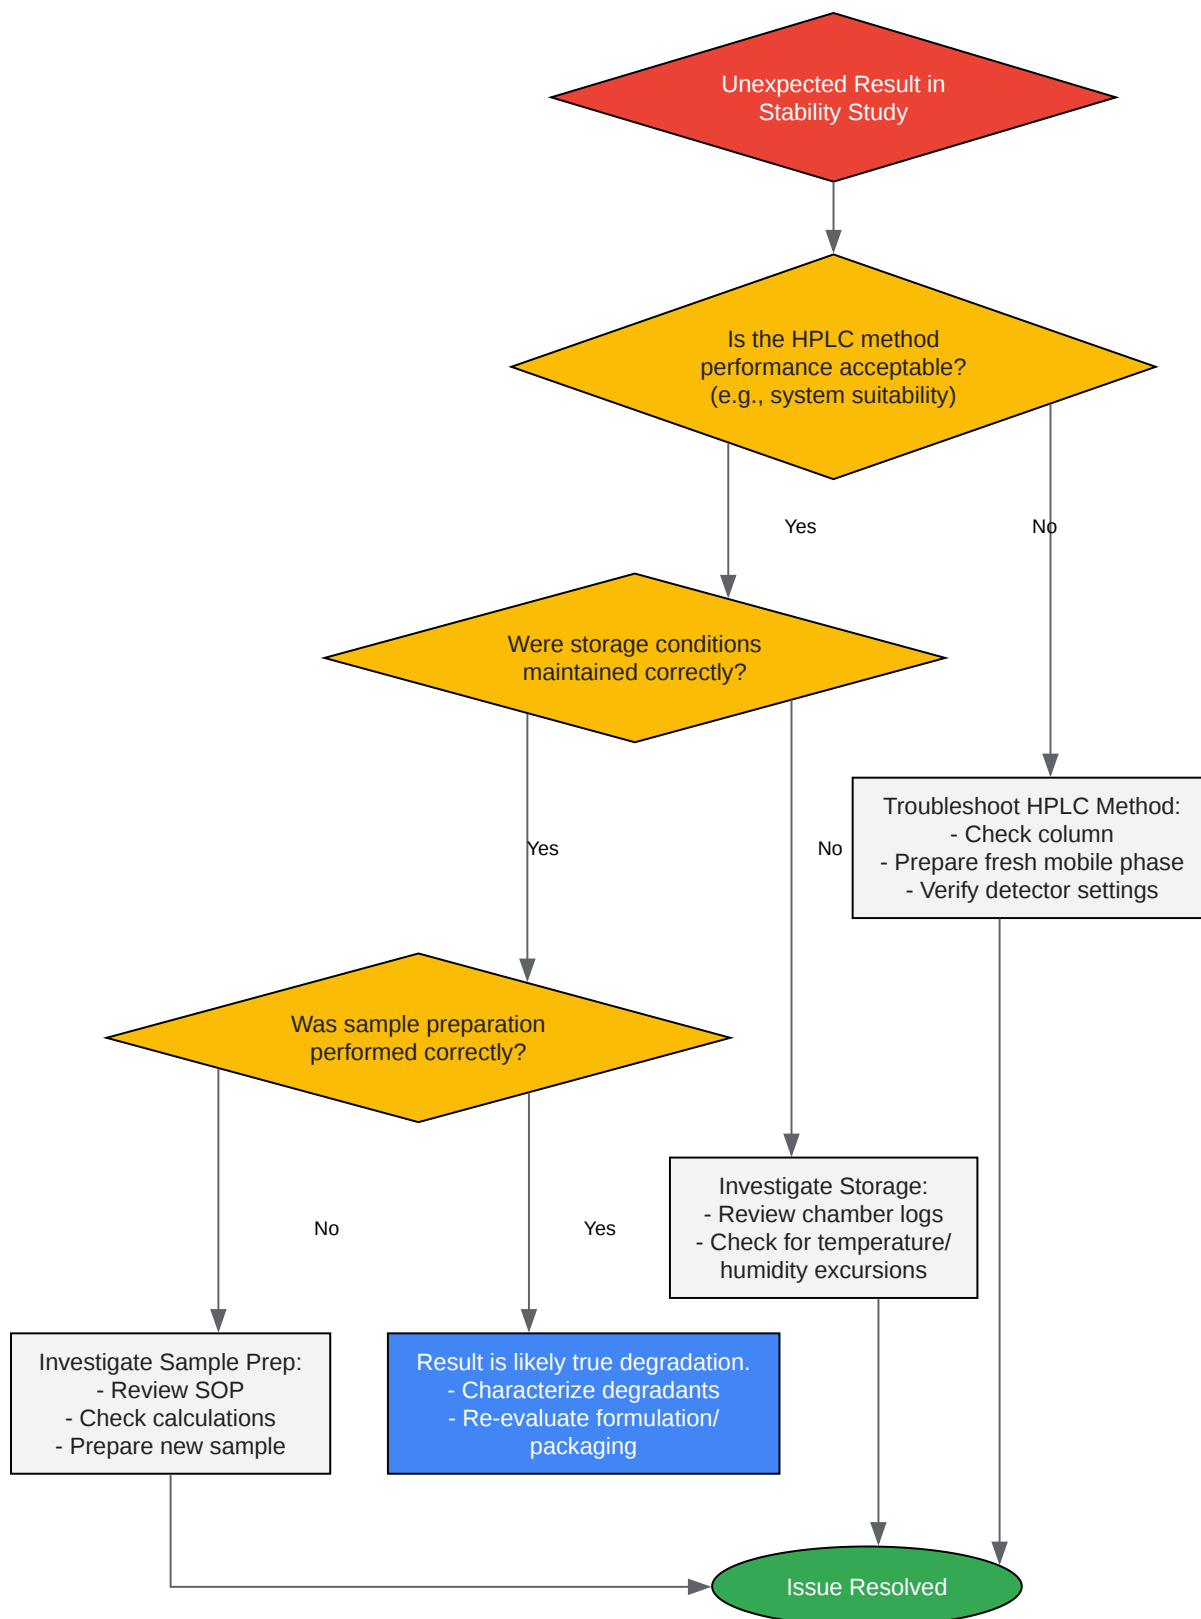 Unexpected Result in
Stability Study
Is the HPLC method
performance acceptable?
(e.g., system suitability)
Yes
No
Were storage conditions
maintained correctly?
Troubleshoot HPLC Method:
- Check column
- Prepare fresh mobile phase
- Verify detector settings
Yes
No
Was sample preparation
performed correctly?
Investigate Storage:
- Review chamber logs
- Check for temperature/
humidity excursions
No
Yes
Investigate Sample Prep:
- Review SOP
- Check calculations
- Prepare new sample
Result is likely true degradation.
- Characterize degradants
- Re-evaluate formulation/
packaging
Issue Resolved